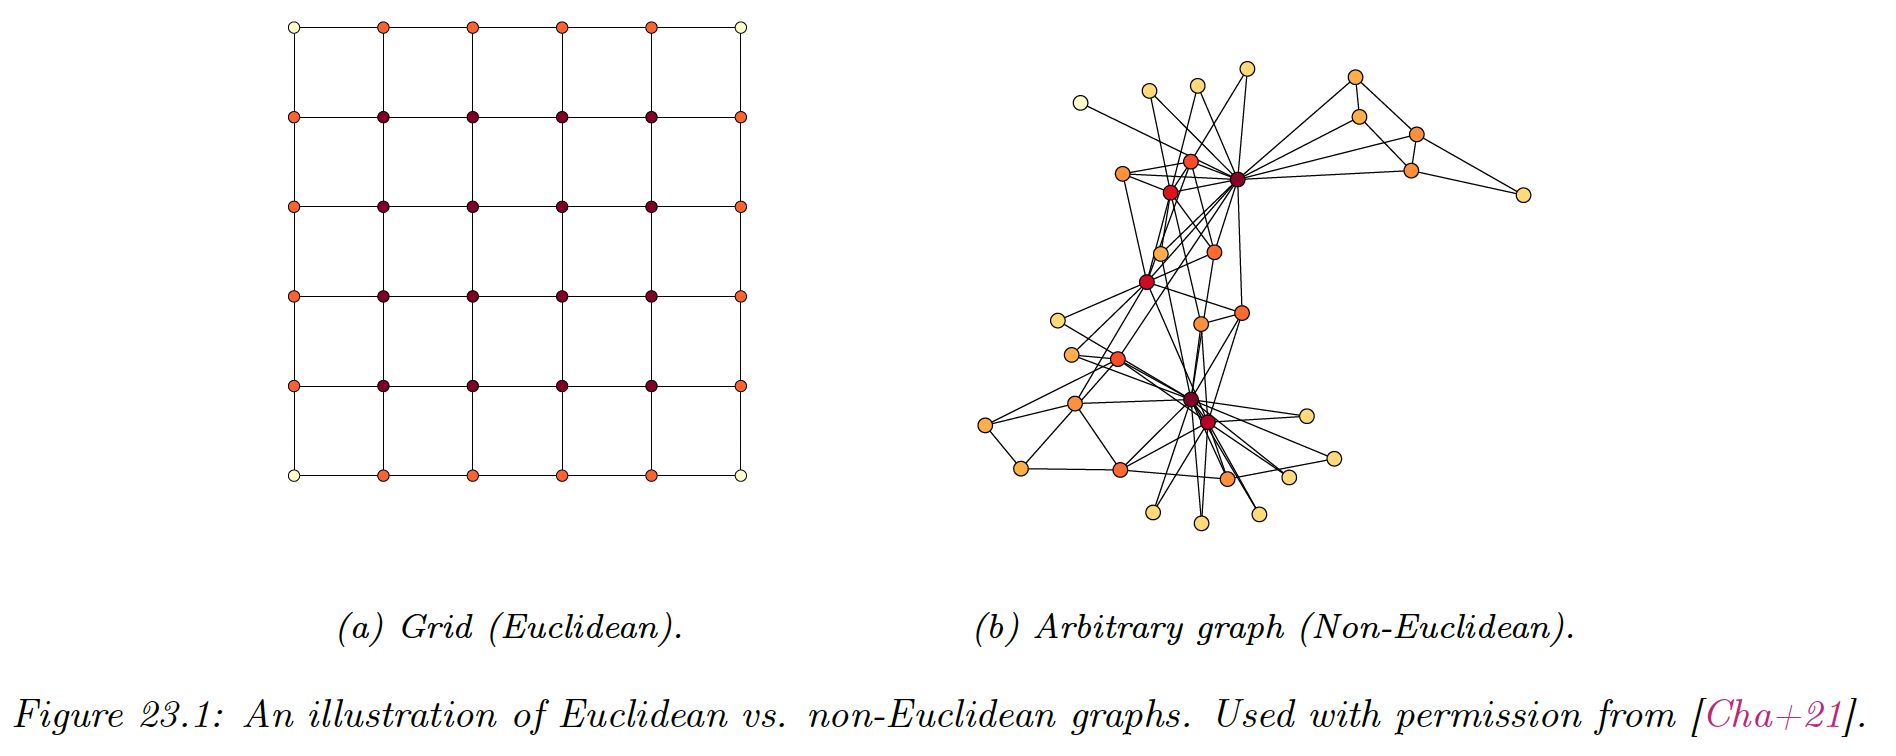 (a) Grid (Euclidean).
(b) Arbitrary graph (Non-Euclidean).
Figure 23.1: An illustration of Euclidean vs. non-Euclidean graphs. Used with permission from [Cha+21].